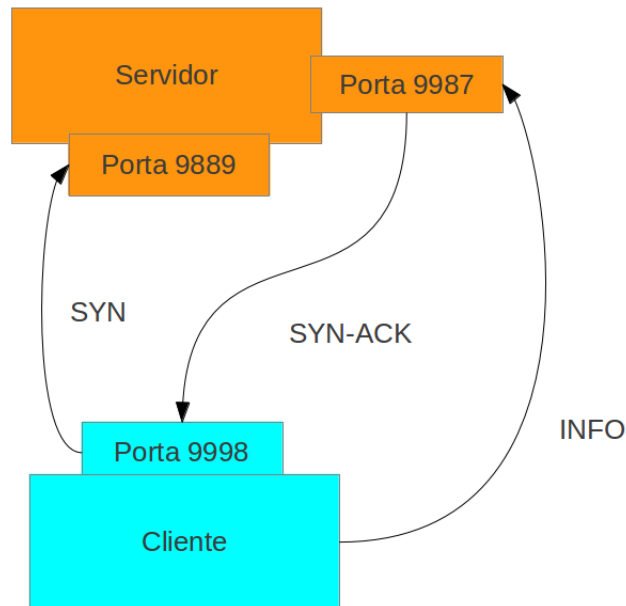 Servidor
Porta 9987
Porta 9889
SYN
SYN-ACK
INFO
Porta 9998
Cliente